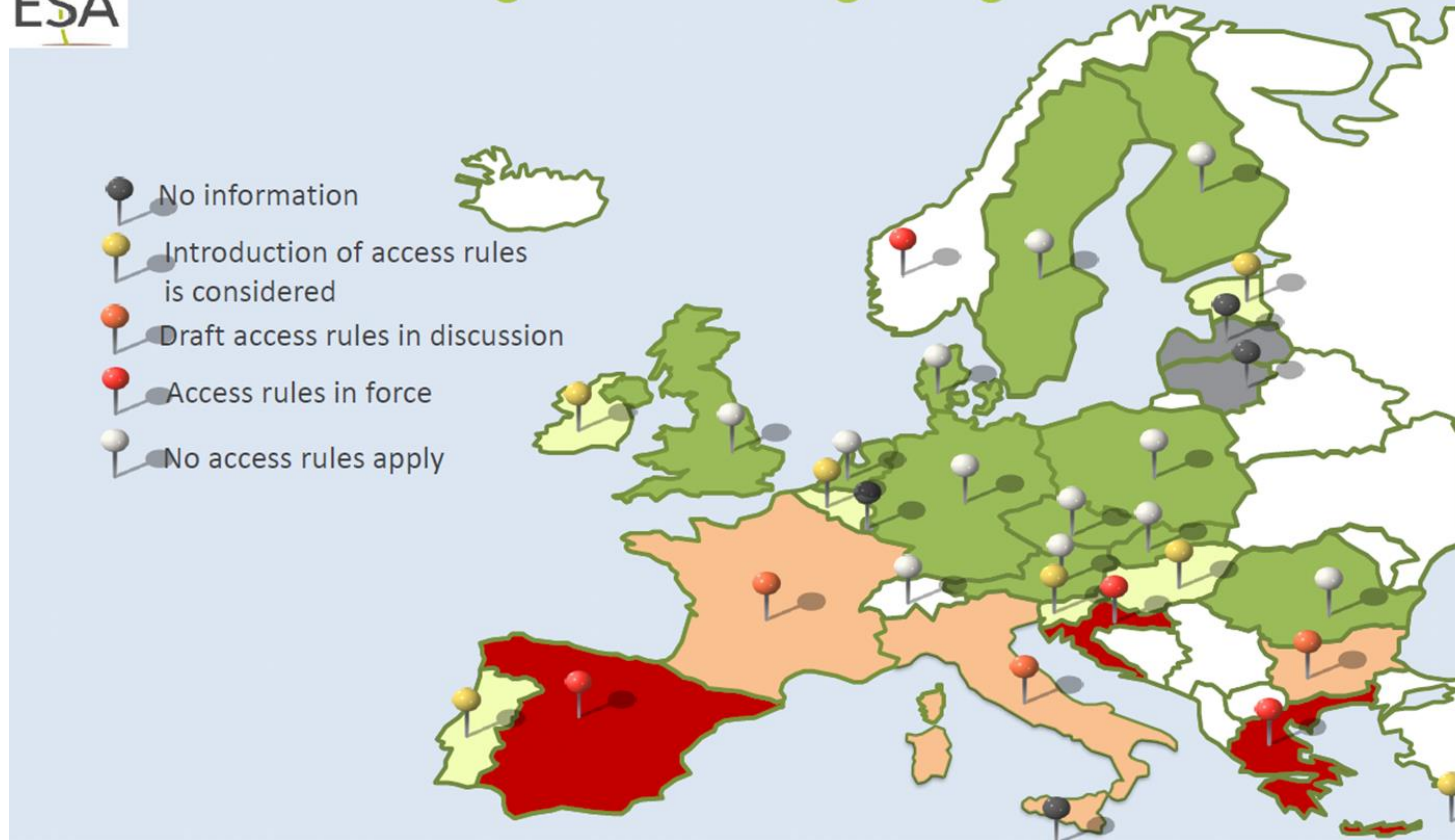 ESA
No information
Introduction of access rules
is considered
Draft access rules in discussion
Access rules in force
No access rules apply